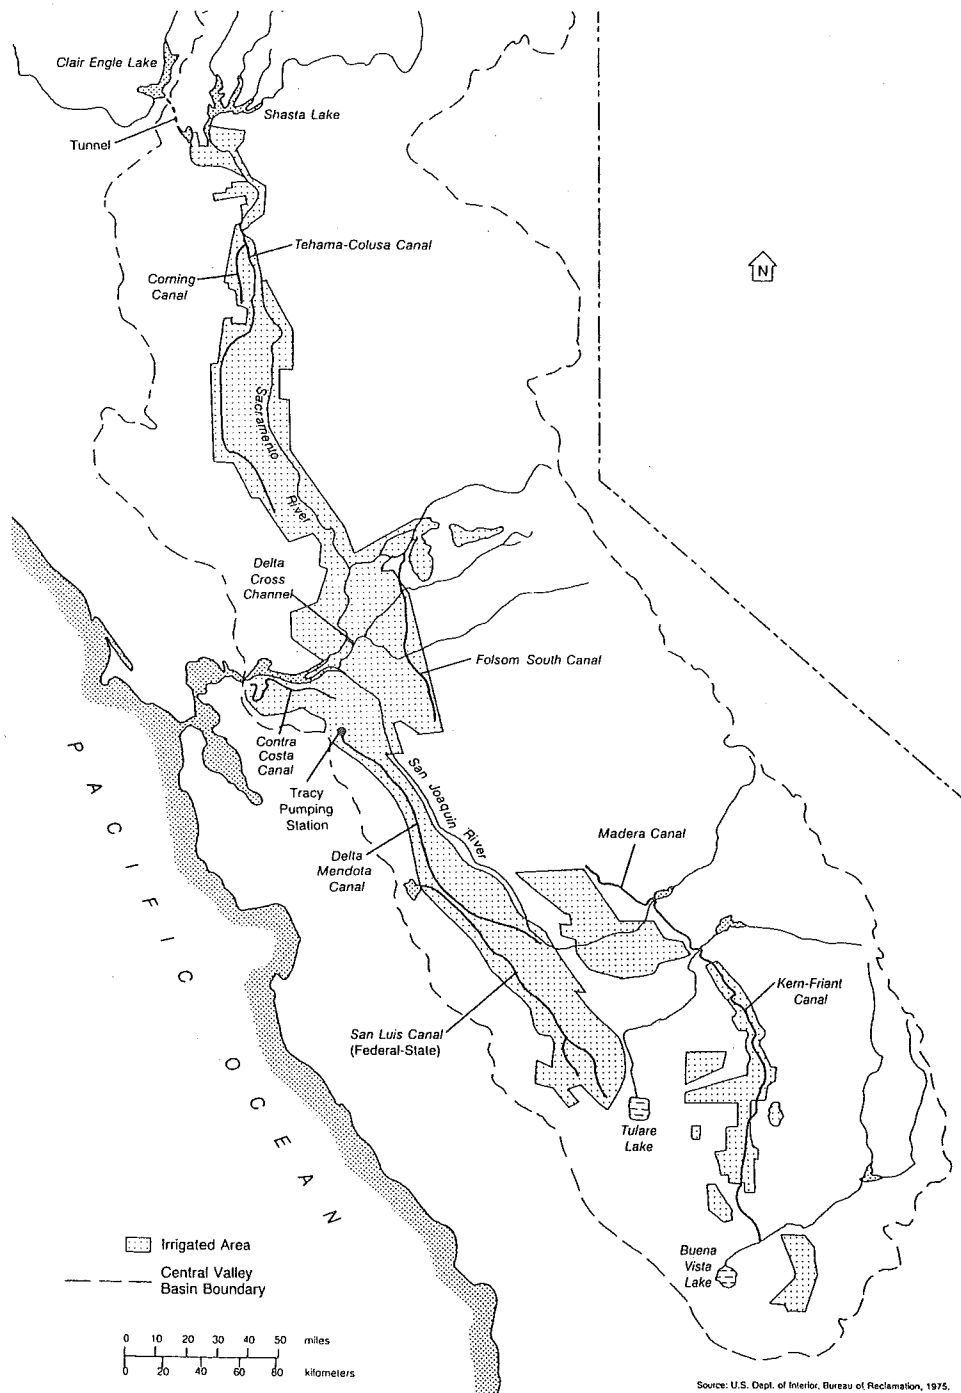 Clair Engle Lake
Shasta Lake
Tunnel
Tehama-Colusa Canal
Corning
Canal
N
Sacramento
River
Delta
Cross
Channel
Folsom South Canal
Contra
Costa
Canal
Tracy
Pumping
Station
San Joaquin River
Delta
Mendota
Canal
Madera Canal
Kern-Friant
Canal
San Luis Canal
(Federal-State)
Tulare
Lake
Buena
Vista
Lake
PACIFIC OCEAN
Irrigated Area
Central Valley
Basin Boundary
0 10 20 30 40 50 miles
0 20 40 60 80 kilometers
Source: U.S. Dept. of Interior, Bureau of Reclamation, 1975.